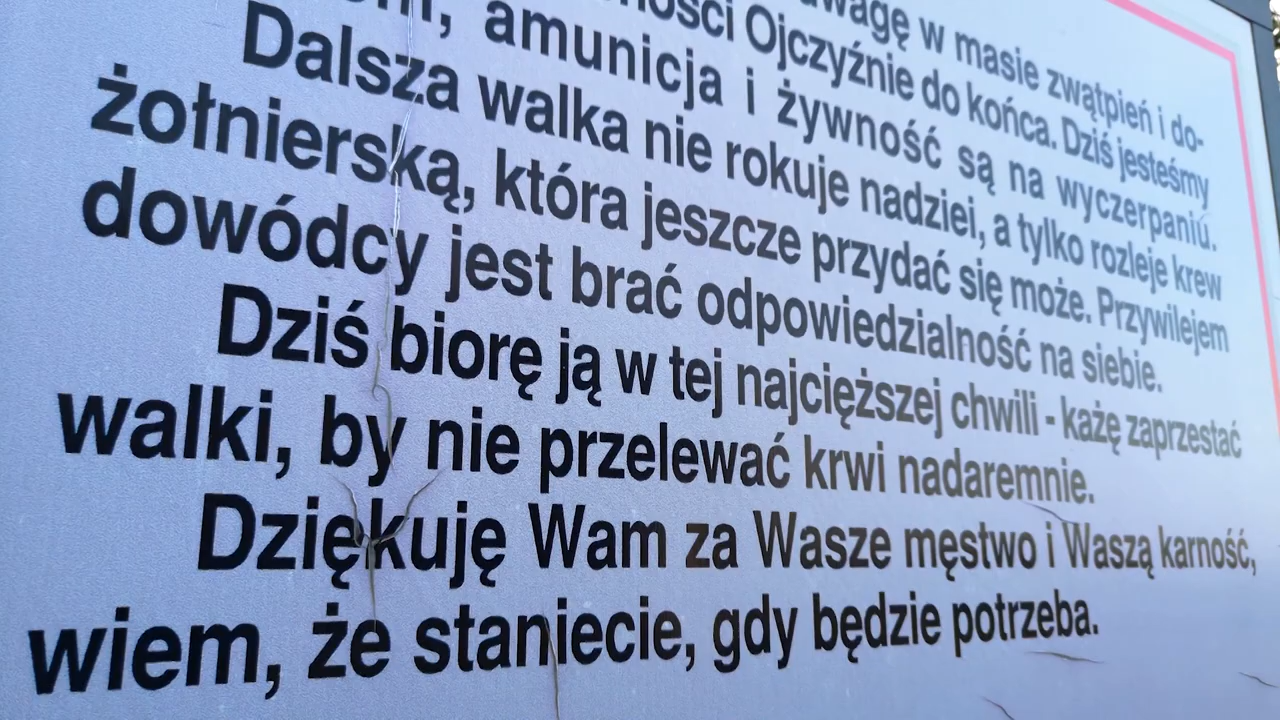 w masie zwątpień i do-
Ojczyźnie do końca. Dziś jesteśmy
amunicja i żywność są na wyczerpaniu.
Dalsza walka nie rokuje nadziei, a tylko rozleje krew
żołnierską, która jeszcze przydać się może. Przywilejem
dowódcy jest brać odpowiedzialność na siebie.
Dziś biorę ją w tej najcięższej chwili - każę zaprzestać
walki, by nie przelewać krwi nadaremnie.
Dziękuję Wam za Wasze męstwo i Waszą karność,
wiem, że staniecie, gdy będzie potrzeba.